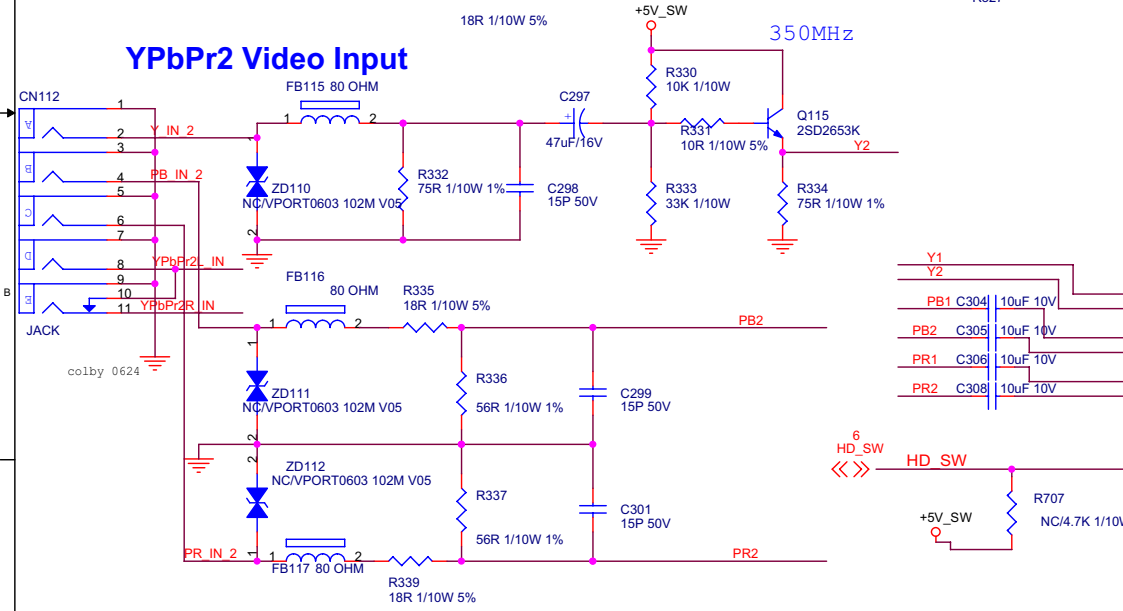 18R 1/10W 5%
+5V_SW
350MHz
YPbPr2 Video Input
CN112
FB115 80 OHM
C297
R330
10K 1/10W
1
2
3
4
5
6
7
8
9
10
11
A
B
C
D
E
Y_IN_2
PB_IN_2
1 2
+
47uF/16V
R331
10R 1/10W 5%
Q115
2SD2653K
Y2
1
2
ZD110
NC/VPORT0603 102M V05
R332
75R 1/10W 1%
C298
15P 50V
R333
33K 1/10W
R334
75R 1/10W 1%
YPbPr2L_IN
YPbPr2R_IN
JACK
colby 0624
B
FB116
80 OHM
R335
18R 1/10W 5%
1 2
PB2
1
2
ZD111
NC/VPORT0603 102M V05
R336
56R 1/10W 1%
C299
15P 50V
2
1
ZD112
NC/VPORT0603 102M V05
R337
56R 1/10W 1%
C301
15P 50V
PR_IN_2
1 2
FB117 80 OHM
R339
18R 1/10W 5%
PR2
Y1
Y2
PB1 C304 10uF 10V
PB2 C305 10uF 10V
PR1 C306 10uF 10V
PR2 C308 10uF 10V
6
HD_SW
HD_SW
+5V_SW
R707
NC/4.7K 1/10W